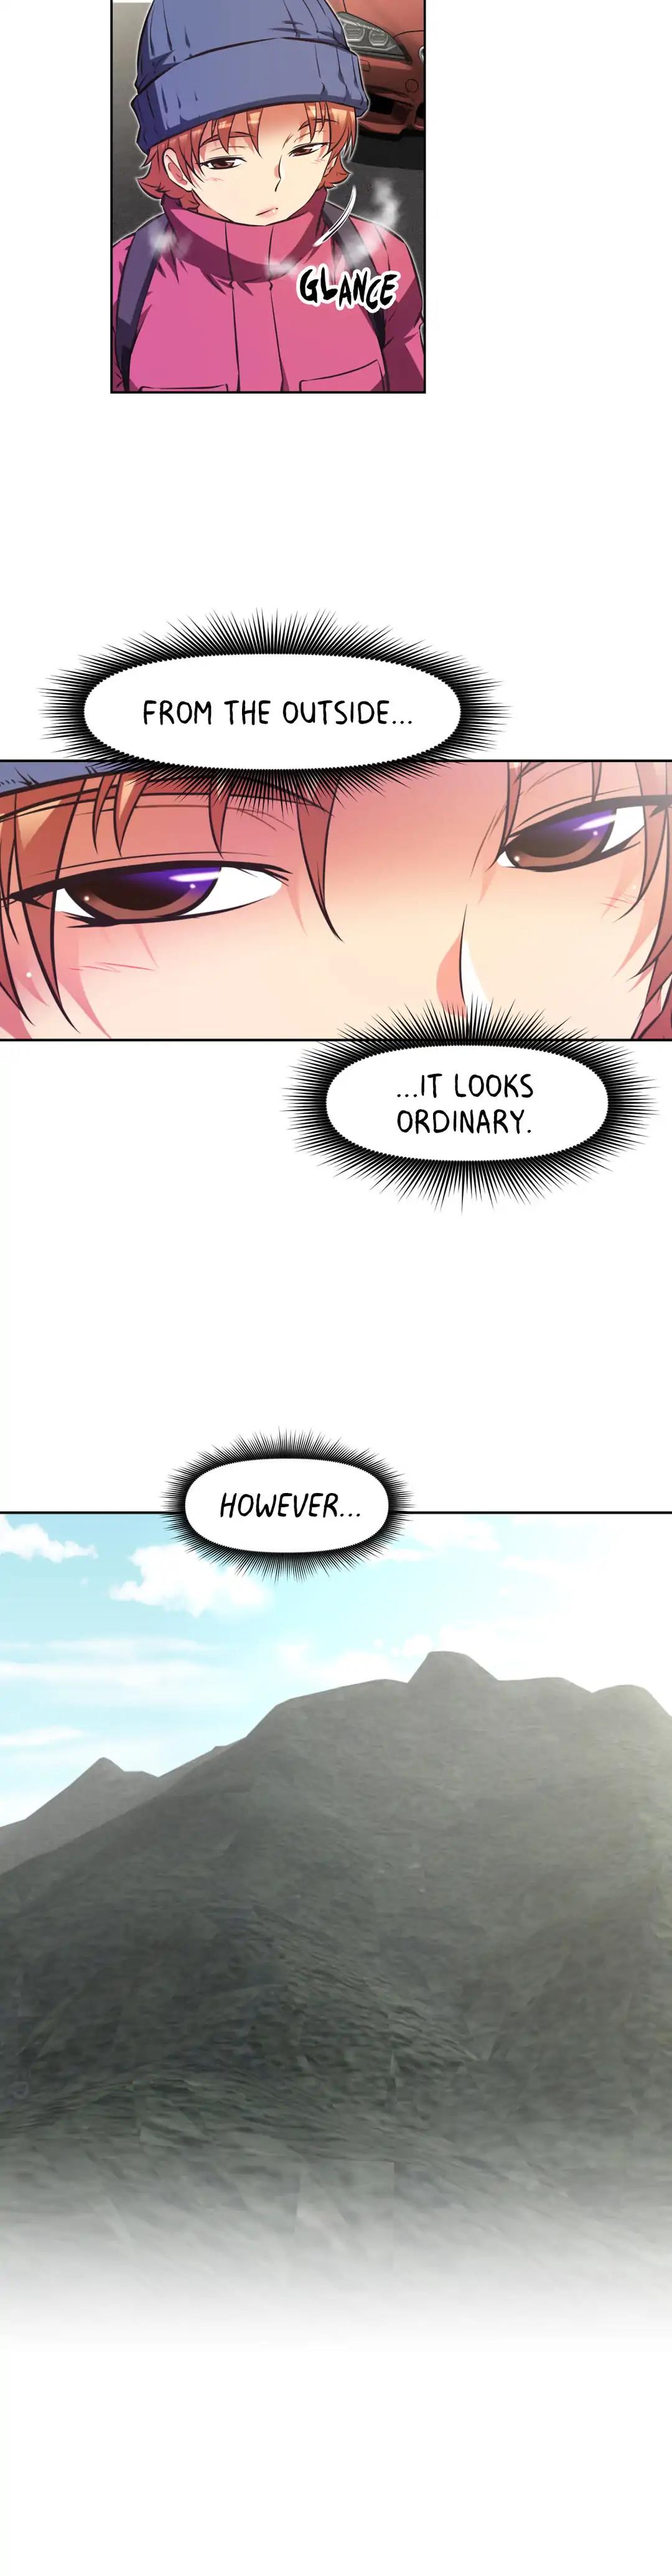 GLANCE
FROM THE OUTSIDE...
...IT LOOKS
ORDINARY.
HOWEVER...